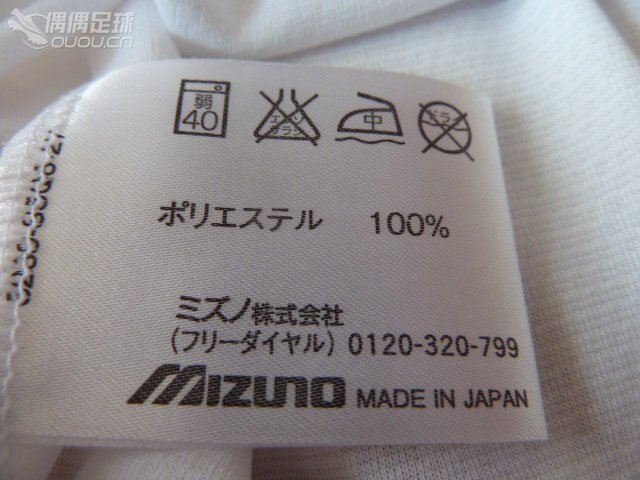 偶偶足球
ouou.cn
弱
40
エンソ
サラシ
中
ドライ
ポリエステル 100%
ミズノ株式会社
(フリーダイヤル) 0120-320-799
MIZUNO MADE IN JAPAN